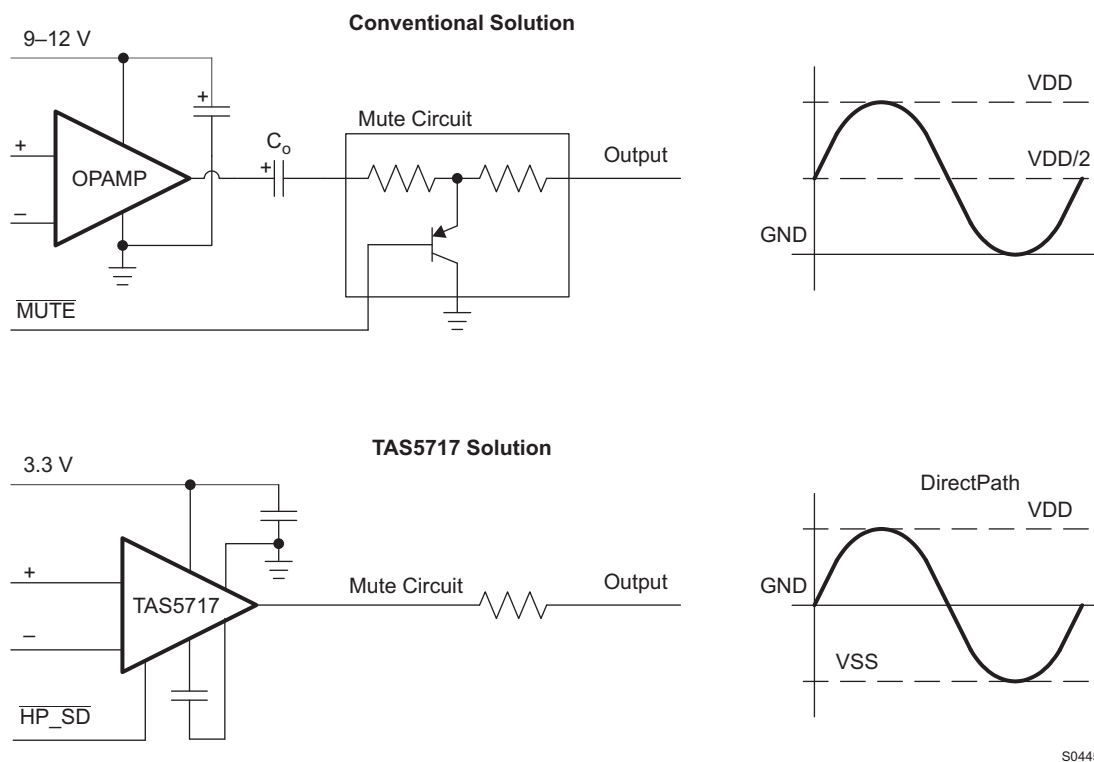 Conventional Solution
9–12 V
+
+
–
OPAMP
+
Co
Mute Circuit
Output
MUTE
VDD
VDD/2
GND
TAS5717 Solution
3.3 V
+
–
TAS5717
Mute Circuit
Output
HP_SD
DirectPath
VDD
GND
VSS